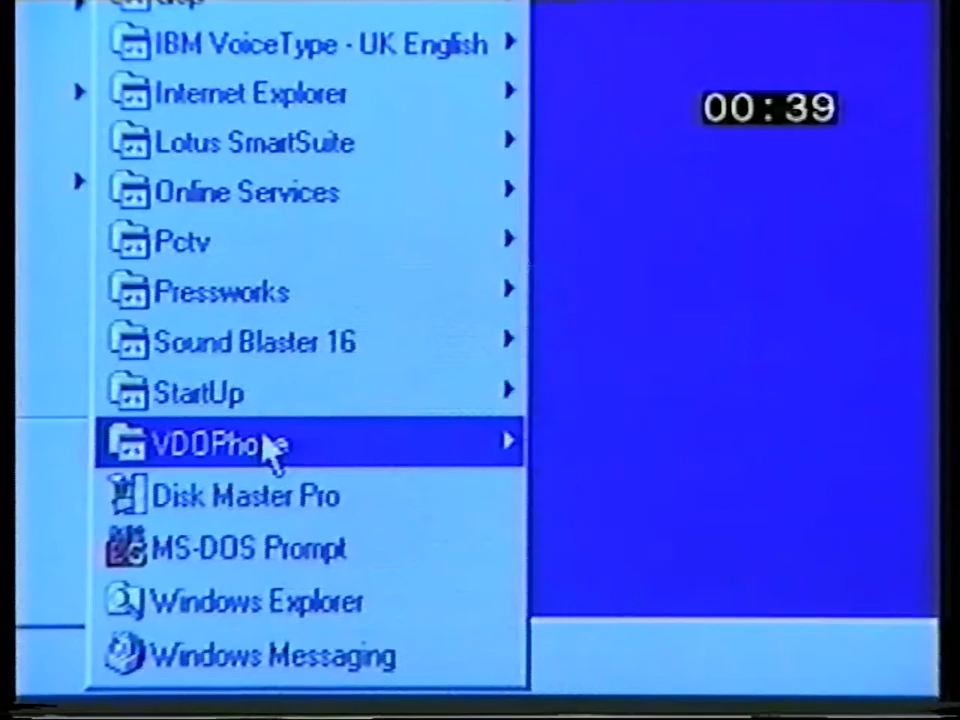 IBM VoiceType - UK English
Internet Explorer
00:39
Lotus SmartSuite
Online Services
Pctv
Pressworks
Sound Blaster 16
StartUp
VDOPhone
Disk Master Pro
MS-DOS Prompt
Windows Explorer
Windows Messaging